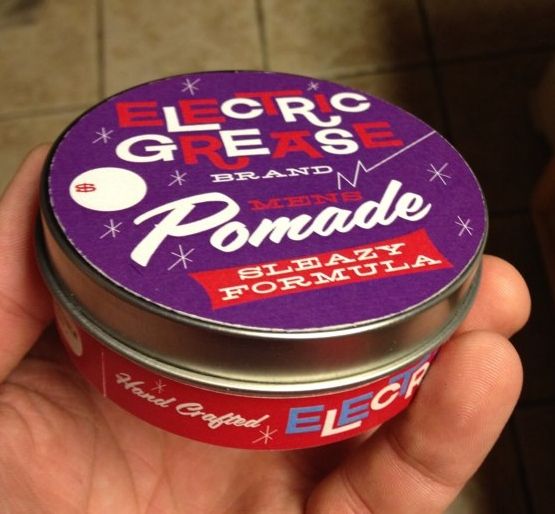 ELECTRIC
GREASE
BRAND
$
MENS
Pomade
SLEAZY
FORMULA
Hand Crafted
ELECTR